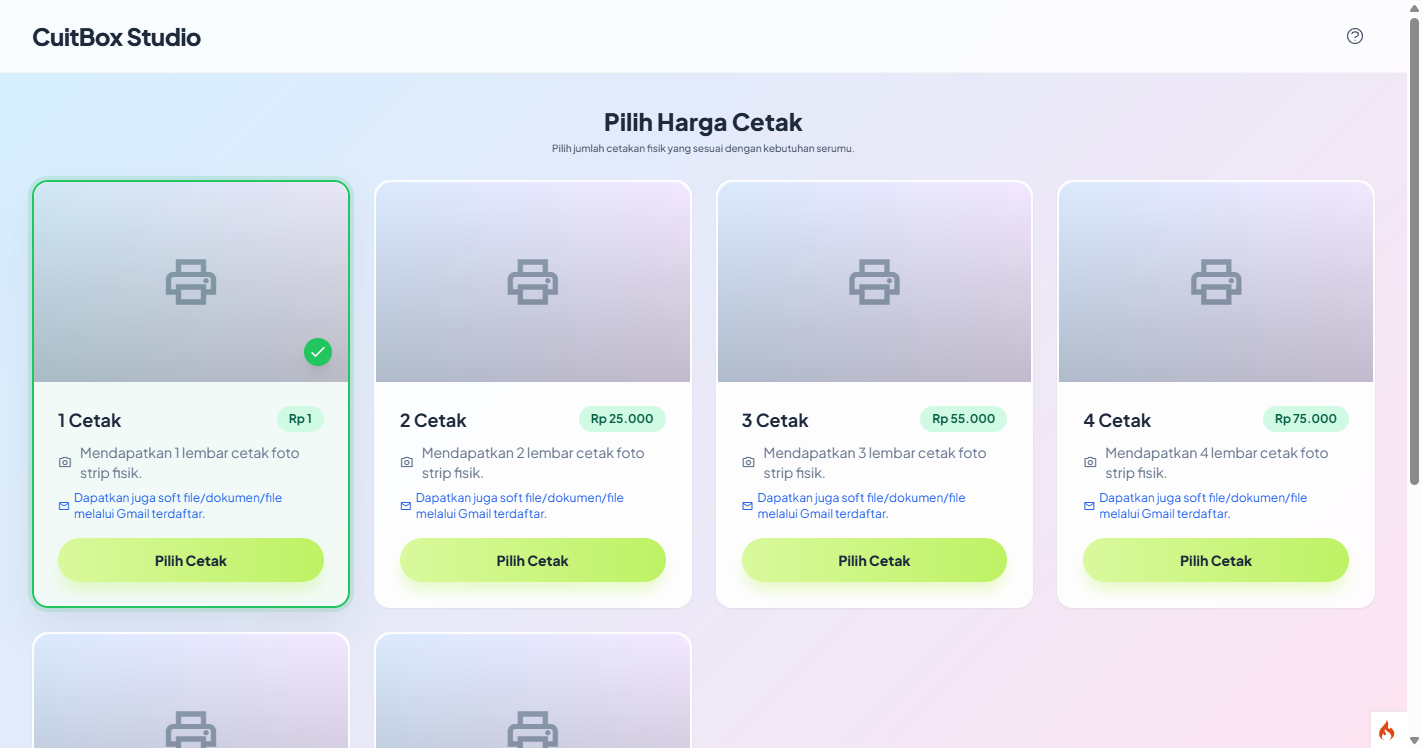 CuitBox Studio
Pilih Harga Cetak
Pilih jumlah cetakan fisik yang sesuai dengan kebutuhan serumu.
1 Cetak
Rp 1
Mendapatkan 1 lembar cetak foto
strip fisik.
Dapatkan juga soft file/dokumen/file
melalui Gmail terdaftar.
Pilih Cetak
2 Cetak
Rp 25.000
Mendapatkan 2 lembar cetak foto
strip fisik.
Dapatkan juga soft file/dokumen/file
melalui Gmail terdaftar.
Pilih Cetak
3 Cetak
Rp 55.000
Mendapatkan 3 lembar cetak foto
strip fisik.
Dapatkan juga soft file/dokumen/file
melalui Gmail terdaftar.
Pilih Cetak
4 Cetak
Rp 75.000
Mendapatkan 4 lembar cetak foto
strip fisik.
Dapatkan juga soft file/dokumen/file
melalui Gmail terdaftar.
Pilih Cetak